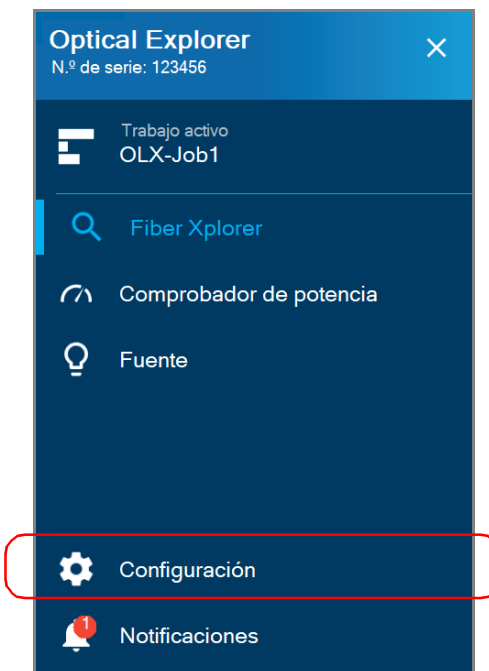 Optical Explorer
N.º de serie: 123456
Trabajo activo
OLX-Job1
Fiber Xplorer
Comprobador de potencia
Fuente
Configuración
1
Notificaciones